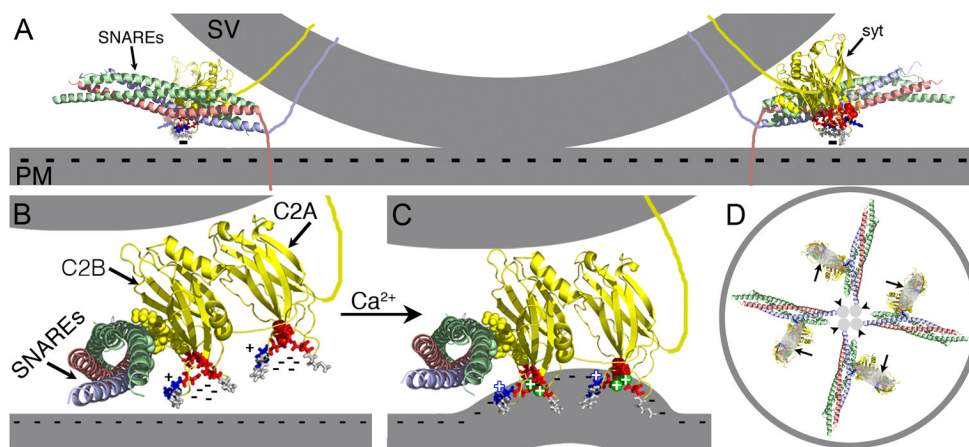 A
SNAREs
SV
syt
PM
B
C2A
C2B
SNAREs
Ca²⁺
C
D